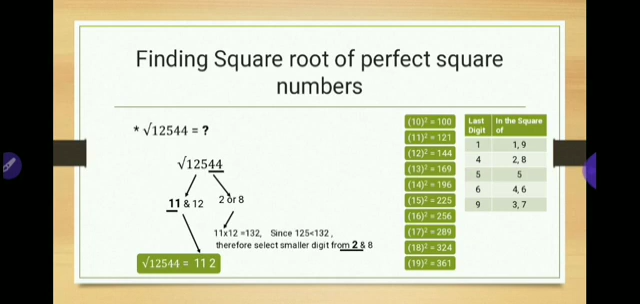 Finding Square root of perfect square
numbers
* √12544 = ?
√12544
11 & 12 2 or 8
11x12 =132, Since 125<132 ,
therefore select smaller digit from 2 & 8
√12544 = 11 2
(10)² = 100
(11)² = 121
(12)² = 144
(13)² = 169
(14)² = 196
(15)² = 225
(16)² = 256
(17)² = 289
(18)² = 324
(19)² = 361
Last Digit In the Square of
1 1, 9
4 2, 8
5 5
6 4, 6
9 3, 7